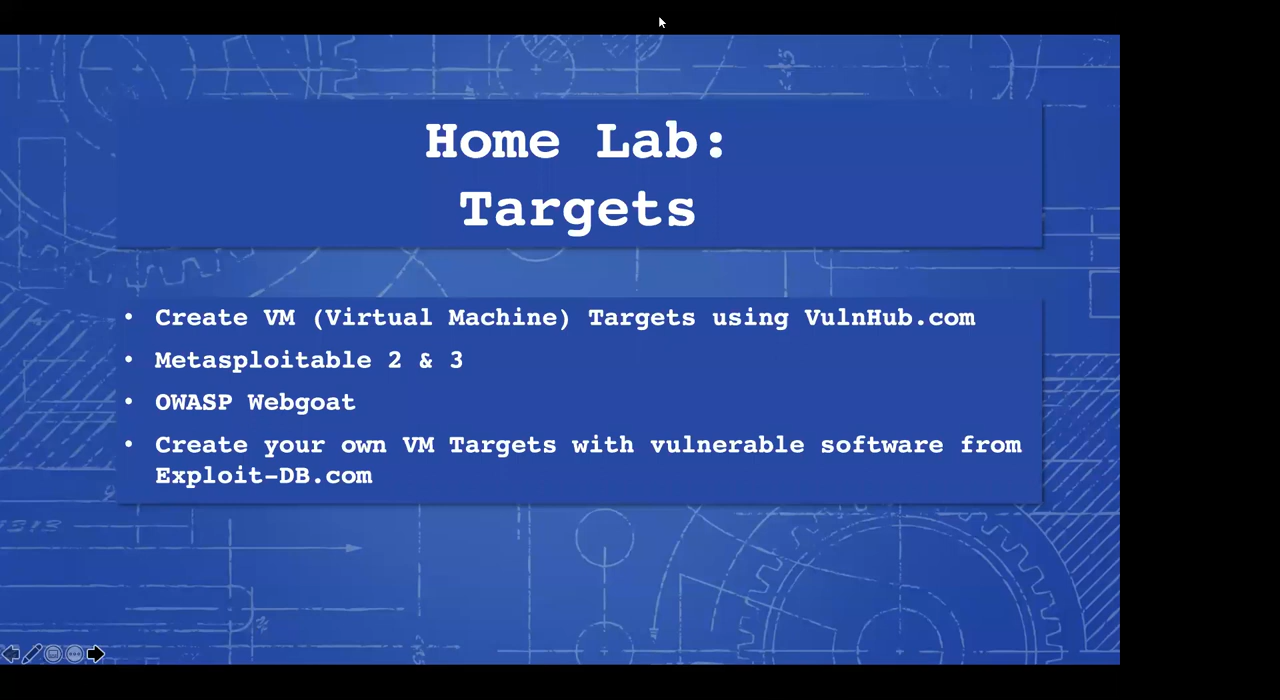 Home Lab:
Targets
• Create VM (Virtual Machine) Targets using VulnHub.com
• Metasploitable 2 & 3
• OWASP Webgoat
• Create your own VM Targets with vulnerable software from
Exploit-DB.com